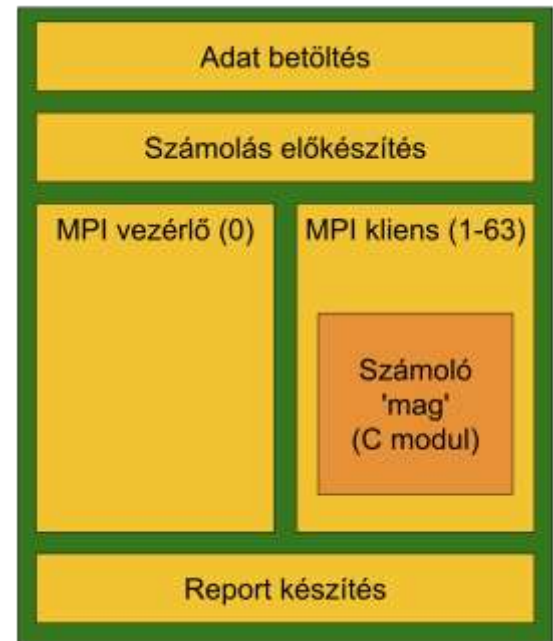 Adat betöltés
Számolás előkészítés
MPI vezérlő (0)
MPI kliens (1-63)
Számoló
'mag'
(C modul)
Report készítés